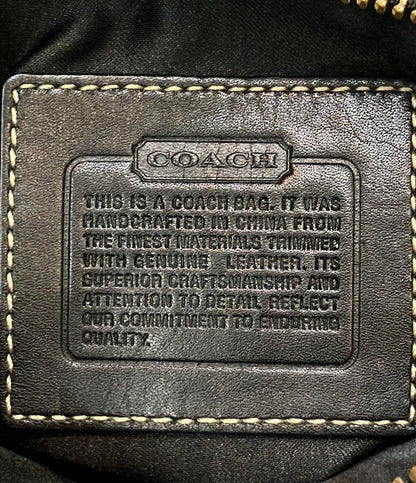 COACH
THIS IS A COACH BAG. IT WAS
HANDCRAFTED IN CHINA FROM
THE FINEST MATERIALS TRIMMED
WITH GENUINE LEATHER. ITS
SUPERIOR CRAFTSMANSHIP AND
ATTENTION TO DETAIL REFLECT
OUR COMMITMENT TO ENDURING
QUALITY.